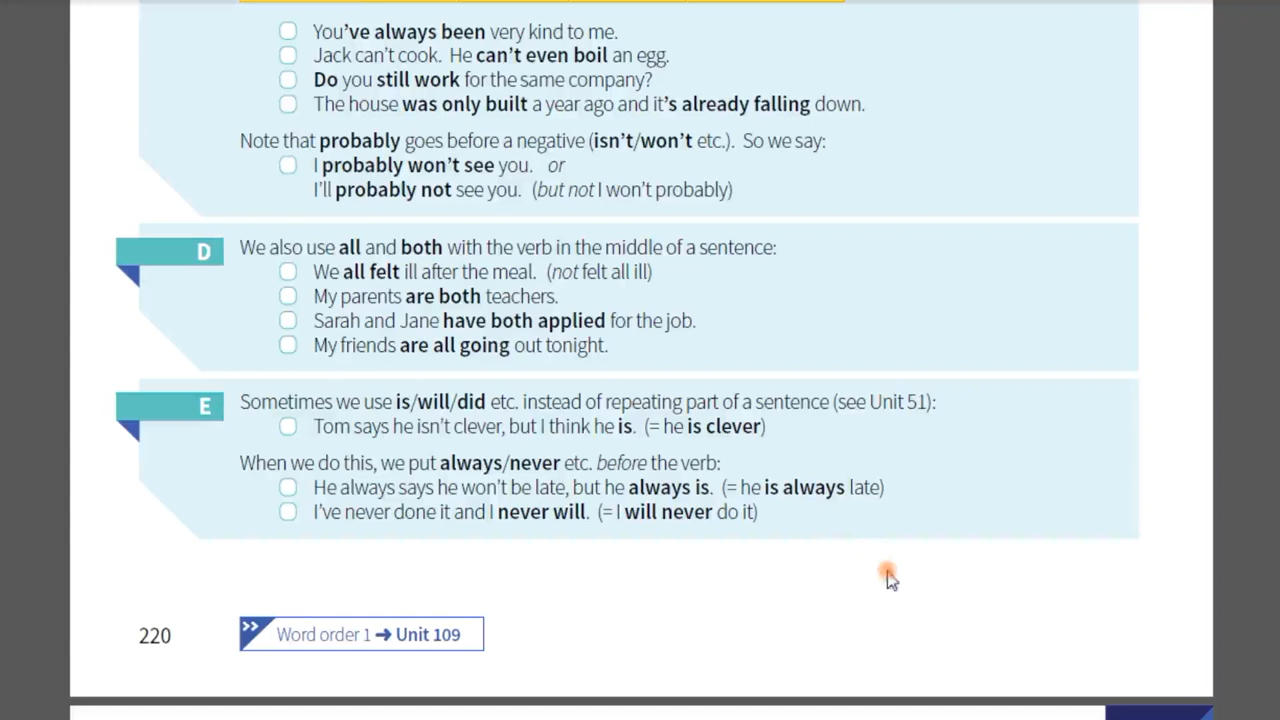 You've always been very kind to me.
Jack can't cook. He can't even boil an egg.
Do you still work for the same company?
The house was only built a year ago and it's already falling down.
Note that probably goes before a negative (isn't/won't etc.). So we say:
I probably won't see you. or
I'll probably not see you. (but not I won't probably)
D
We also use all and both with the verb in the middle of a sentence:
We all felt ill after the meal. (not felt all ill)
My parents are both teachers.
Sarah and Jane have both applied for the job.
My friends are all going out tonight.
E
Sometimes we use is/will/did etc. instead of repeating part of a sentence (see Unit 51):
Tom says he isn't clever, but I think he is. (= he is clever)
When we do this, we put always/never etc. before the verb:
He always says he won't be late, but he always is. (= he is always late)
I've never done it and I never will. (= I will never do it)
220
Word order 1 ➜ Unit 109